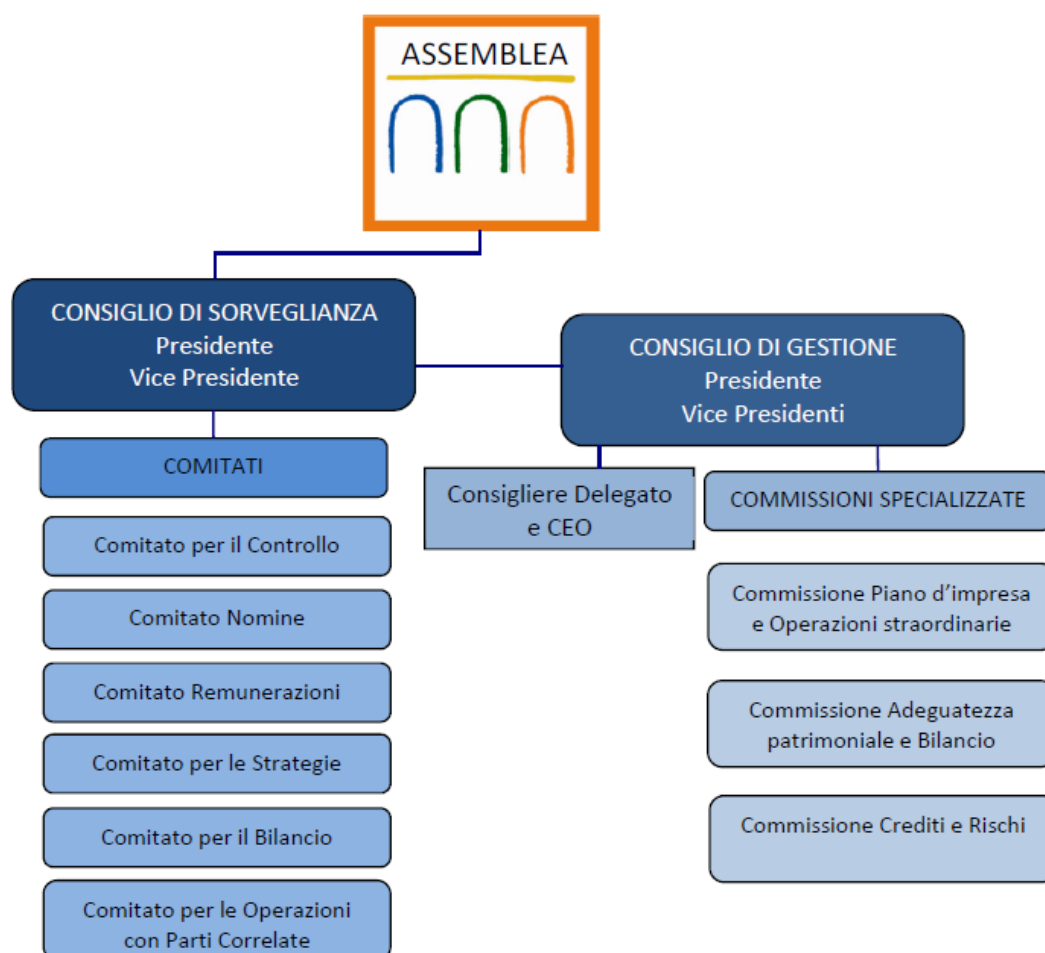 ASSEMBLEA
CONSIGLIO DI SORVEGLIANZA
Presidente
Vice Presidente
CONSIGLIO DI GESTIONE
Presidente
Vice Presidenti
COMITATI
Comitato per il Controllo
Comitato Nomine
Comitato Remunerazioni
Comitato per le Strategie
Comitato per il Bilancio
Comitato per le Operazioni
con Parti Correlate
Consigliere Delegato
e CEO
COMMISSIONI SPECIALIZZATE
Commissione Piano d’impresa
e Operazioni straordinarie
Commissione Adeguatezza
patrimoniale e Bilancio
Commissione Crediti e Rischi